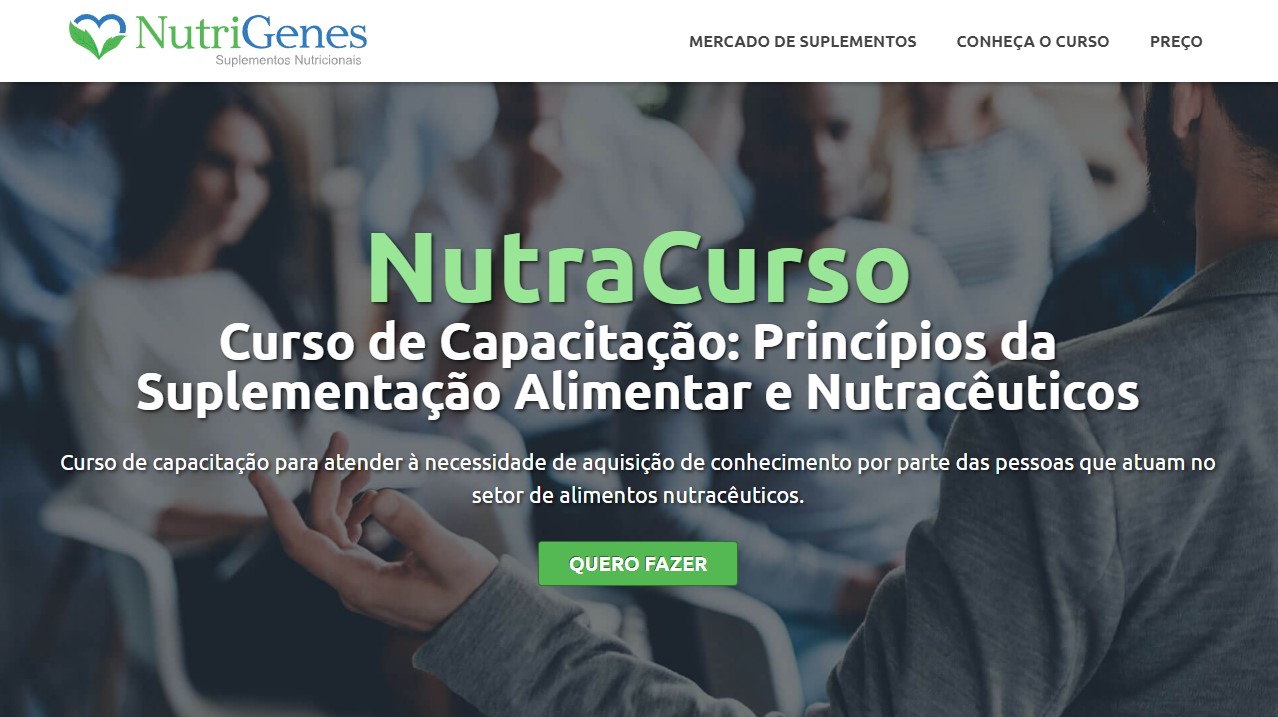 NutriGenes
Suplementos Nutricionais
MERCADO DE SUPLEMENTOS CONHEÇA O CURSO PREÇO
NutraCurso
Curso de Capacitação: Princípios da
Suplementação Alimentar e Nutracêuticos
Curso de capacitação para atender à necessidade de aquisição de conhecimento por parte das pessoas que atuam no
setor de alimentos nutracêuticos.
QUERO FAZER